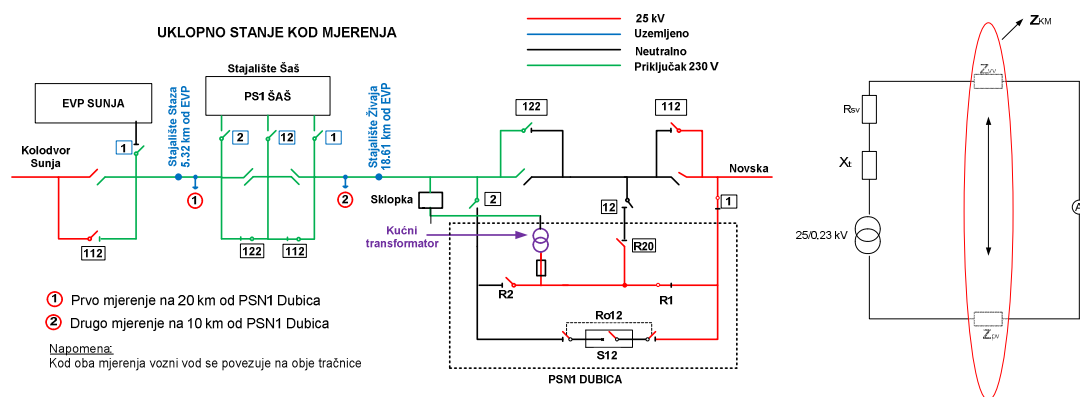 UKLOPNO STANJE KOD MJERENJA
25 kV
Uzemljeno
Neutralno
Priključak 230 V
EVP SUNJA
Stajalište Šaš
PS1 ŠAŠ
Kolodvor
Sunja
1
Stajalište Staza
5.32 km od EVP
2
12
1
Stajalište Živaja
18.61 km od EVP
122
112
Novska
1
2
Sklopka
2
12
1
Kućni
transformator
R20
112
122
112
R2
R1
Ro12
S12
PSN1 DUBICA
1 Prvo mjerenje na 20 km od PSN1 Dubica
2 Drugo mjerenje na 10 km od PSN1 Dubica
Napomena:
Kod oba mjerenja vozni vod se povezuje na obje tračnice
ZKM
Zvv
Rsv
Xt
25/0,23 kV
A
Zpv